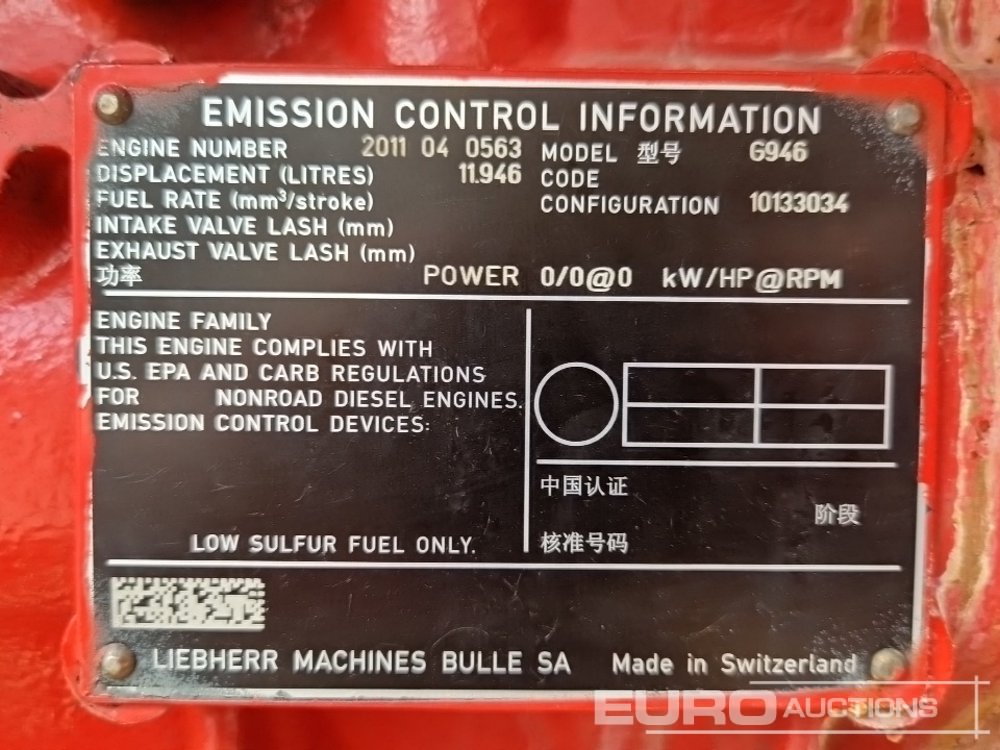 EMISSION CONTROL INFORMATION
ENGINE NUMBER 2011 04 0563
DISPLACEMENT (LITRES) 11.946
FUEL RATE (mm³/stroke)
INTAKE VALVE LASH (mm)
EXHAUST VALVE LASH (mm)
MODEL 型号 G946
CODE
CONFIGURATION 10133034
功率 POWER 0/0@0 kW/HP@RPM
ENGINE FAMILY
THIS ENGINE COMPLIES WITH
U.S. EPA AND CARB REGULATIONS
FOR NONROAD DIESEL ENGINES.
EMISSION CONTROL DEVICES:
LOW SULFUR FUEL ONLY.
中国认证
阶段
核准号码
LIEBHERR MACHINES BULLE SA Made in Switzerland
EURO AUCTIONS